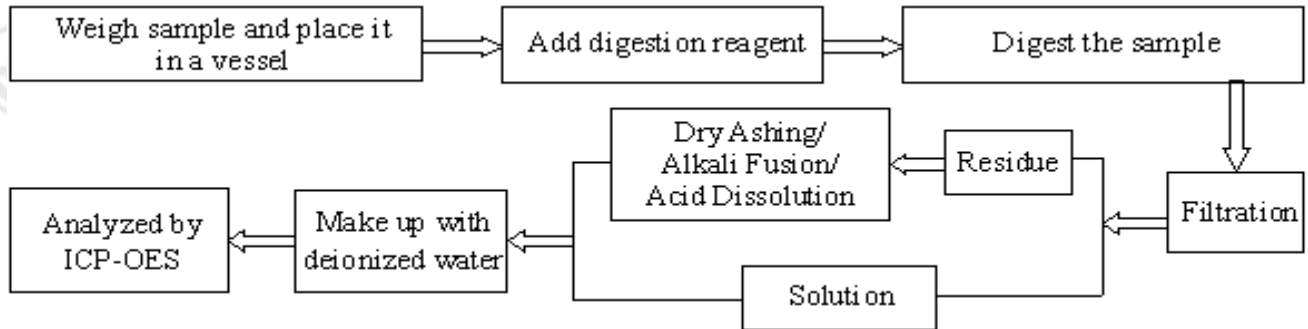 Weigh sample and place it
in a vessel
Add digestion reagent
Digest the sample
Filtration
Residue
Dry Ashing/
Alkali Fusion/
Acid Dissolution
Solution
Make up with
deionized water
Analyzed by
ICP-OES